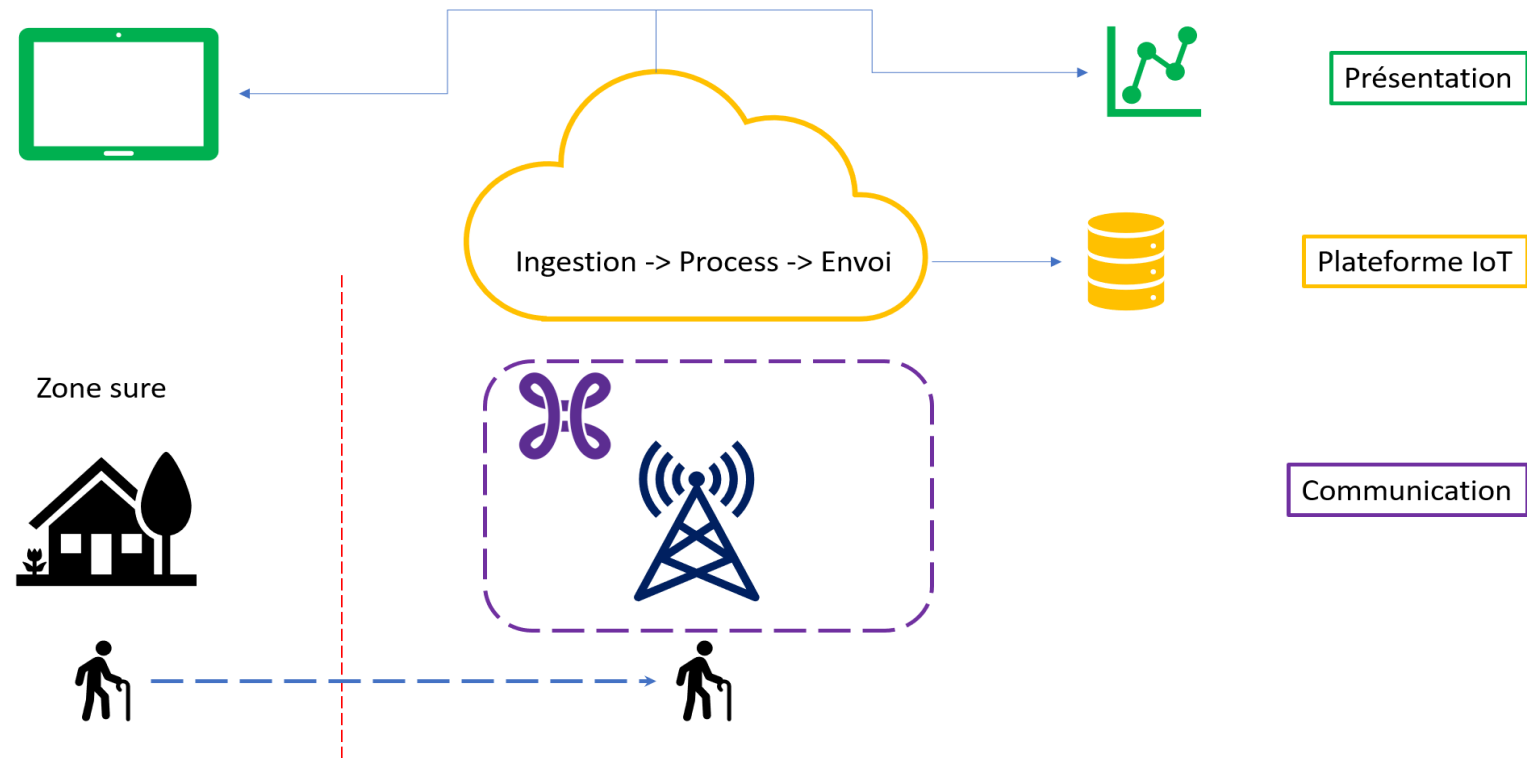 Présentation
Ingestion -> Process -> Envoi
Plateforme IoT
Zone sure
Communication